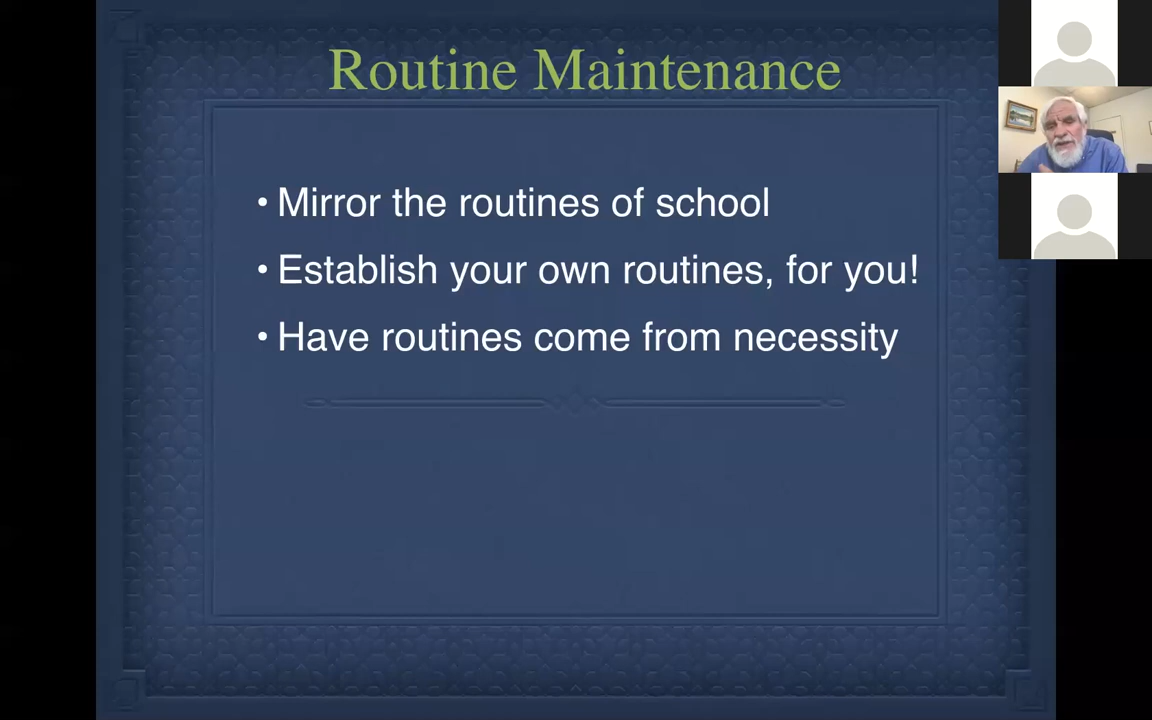 Routine Maintenance
• Mirror the routines of school
• Establish your own routines, for you!
• Have routines come from necessity